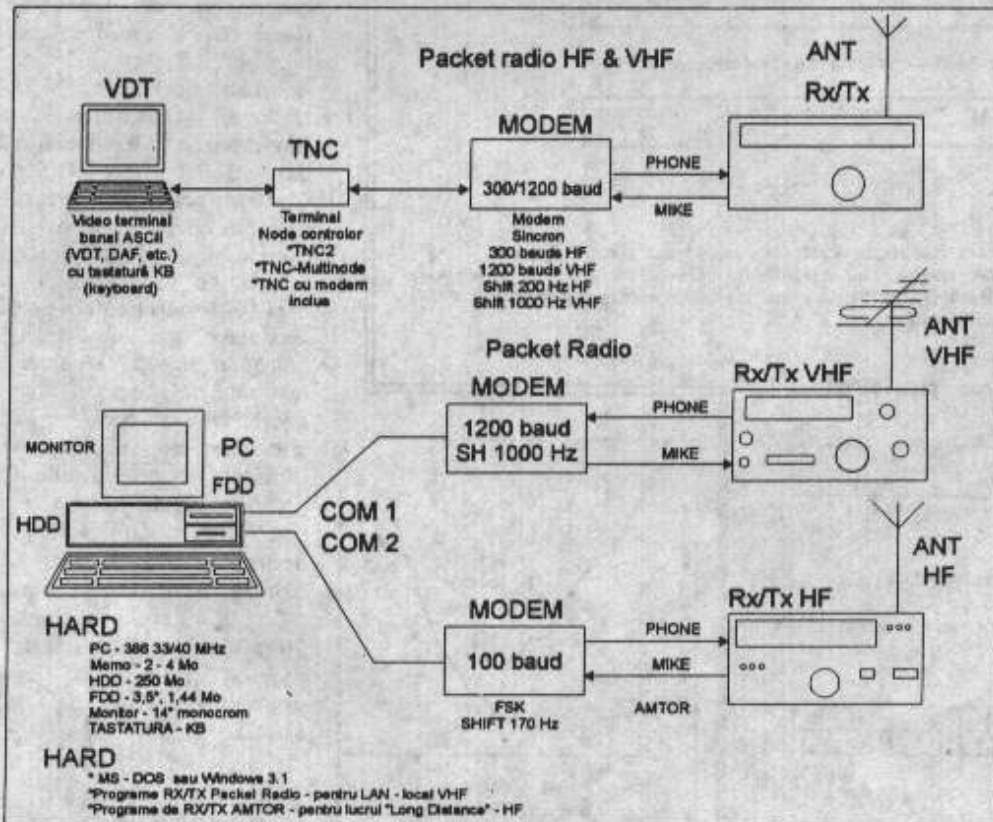 Packet radio HF & VHF
ANT
Rx/Tx
VDT
TNC
MODEM
300/1200 baud
PHONE
MIKE
Video terminal
banal ASCII
(VDT, DAF, etc.)
cu tastatură KB
(keyboard)
Terminal
Node controlor
*TNC2
*TNC-Multinode
*TNC cu modem
inclus
Modem
Sincron
300 bauds HF
1200 bauds VHF
Shift 200 Hz HF
Shift 1000 Hz VHF
Packet Radio
MODEM
1200 baud
SH 1000 Hz
PHONE
MIKE
Rx/Tx VHF
ANT
VHF
MONITOR
PC
FDD
HDD
COM 1
COM 2
MODEM
100 baud
FSK
SHIFT 170 Hz
PHONE
MIKE
AMTOR
Rx/Tx HF
ANT
HF
HARD
PC - 386 33/40 MHz
Memo - 2 - 4 Mo
HDD - 250 Mo
FDD - 3,5", 1,44 Mo
Monitor - 14" monocrom
TASTATURA - KB
HARD
* MS - DOS sau Windows 3.1
*Programe RX/TX Packet Radio - pentru LAN - local VHF
*Programe de RX/TX AMTOR - pentru lucrul "Long Distance" - HF